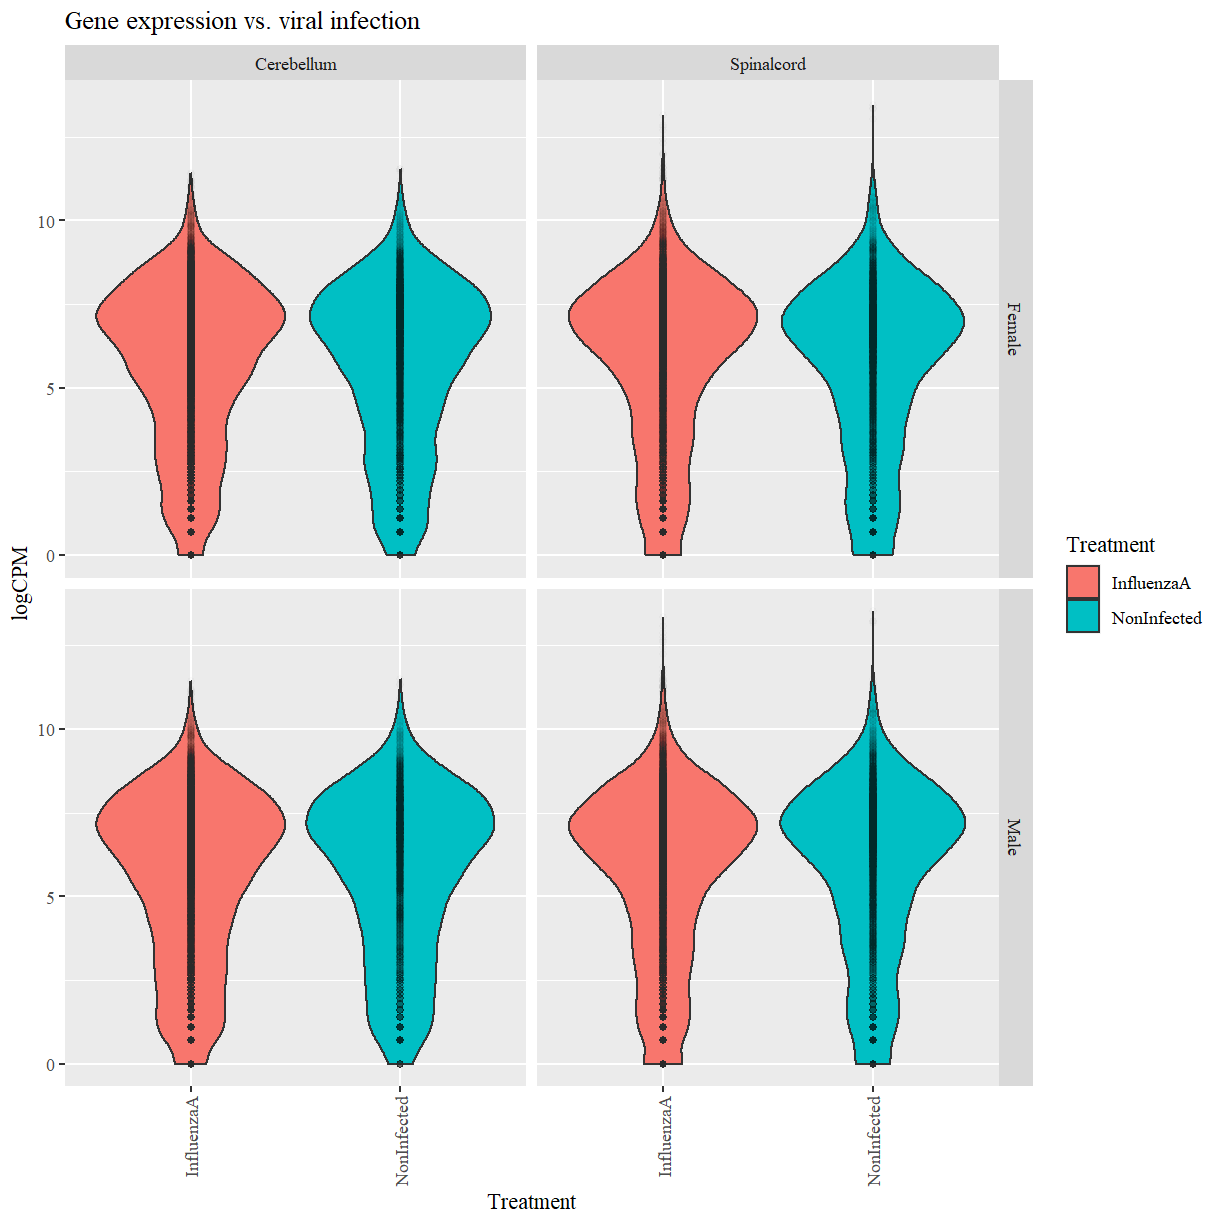 Gene expression vs. viral infection
Cerebellum
Spinalcord
10
5
0
Female
10
5
0
Male
logCPM
InfluenzaA
NonInfected
InfluenzaA
NonInfected
Treatment
Treatment
InfluenzaA
NonInfected